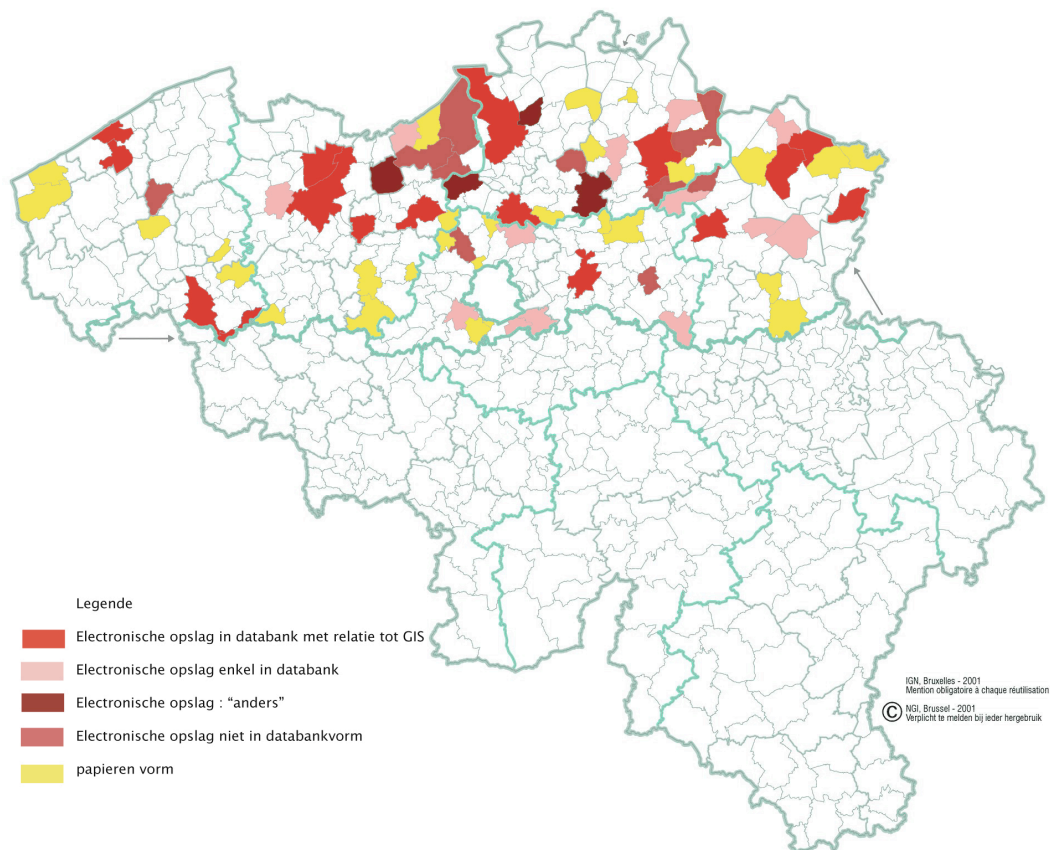 Legende
Electronische opslag in databank met relatie tot GIS
Electronische opslag enkel in databank
Electronische opslag : “anders”
Electronische opslag niet in databankvorm
papieren vorm
IGN, Bruxelles - 2001
Mention obligatoire à chaque réutilisation
© NGI, Brussel - 2001
Verplicht te melden bij ieder hergebruik